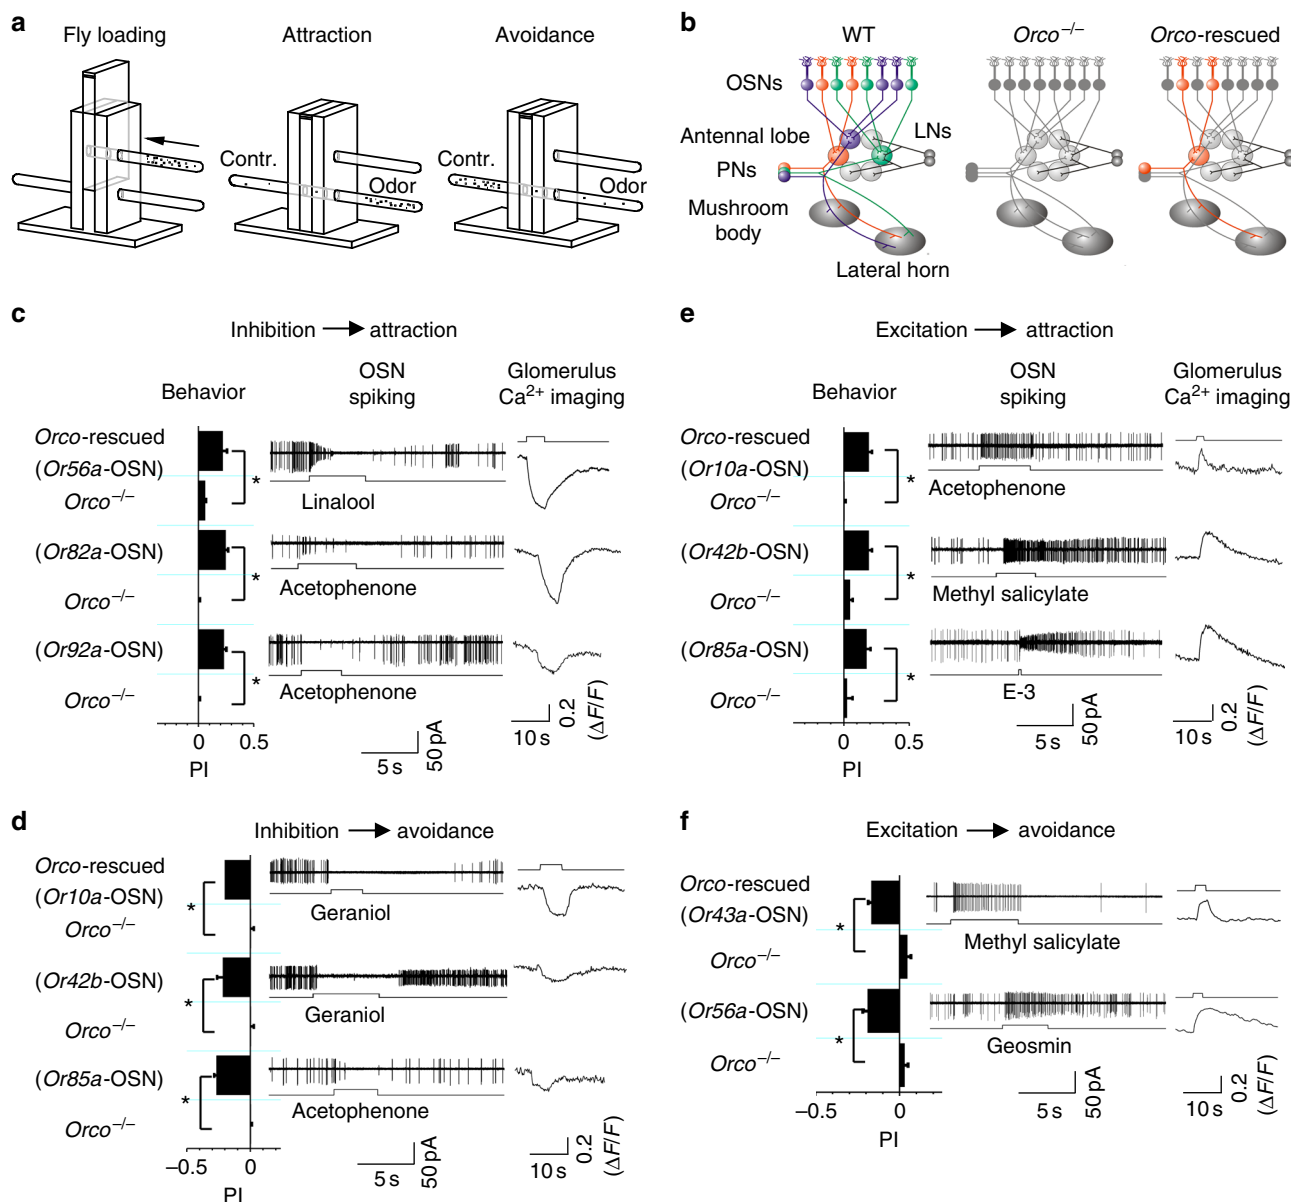 a
Fly loading
Attraction
Avoidance
Contr.
Odor
Contr.
Odor
b
WT
Orco−/−
Orco-rescued
OSNs
Antennal lobe
LNs
PNs
Mushroom
body
Lateral horn
c
Inhibition → attraction
Behavior
OSN
spiking
Glomerulus
Ca2+ imaging
Orco-rescued
(Or56a-OSN)
*
Orco−/−
Linalool
(Or82a-OSN)
*
Orco−/−
Acetophenone
(Or92a-OSN)
*
Orco−/−
Acetophenone
0
0.5
PI
5 s
50 pA
10 s
0.2
(ΔF/F)
d
Inhibition → avoidance
Orco-rescued
(Or10a-OSN)
*
Orco−/−
Geraniol
(Or42b-OSN)
*
Orco−/−
Geraniol
(Or85a-OSN)
*
Orco−/−
Acetophenone
−0.5
0
PI
5 s
50 pA
10 s
0.2
(ΔF/F)
e
Excitation → attraction
Behavior
OSN
spiking
Glomerulus
Ca2+ imaging
Orco-rescued
(Or10a-OSN)
*
Orco−/−
Acetophenone
(Or42b-OSN)
*
Orco−/−
Methyl salicylate
(Or85a-OSN)
*
Orco−/−
E-3
0
0.5
PI
5 s
50 pA
10 s
0.2
(ΔF/F)
f
Excitation → avoidance
Orco-rescued
(Or43a-OSN)
*
Orco−/−
Methyl salicylate
(Or56a-OSN)
*
Orco−/−
Geosmin
−0.5
0
PI
5 s
50 pA
10 s
0.2
(ΔF/F)